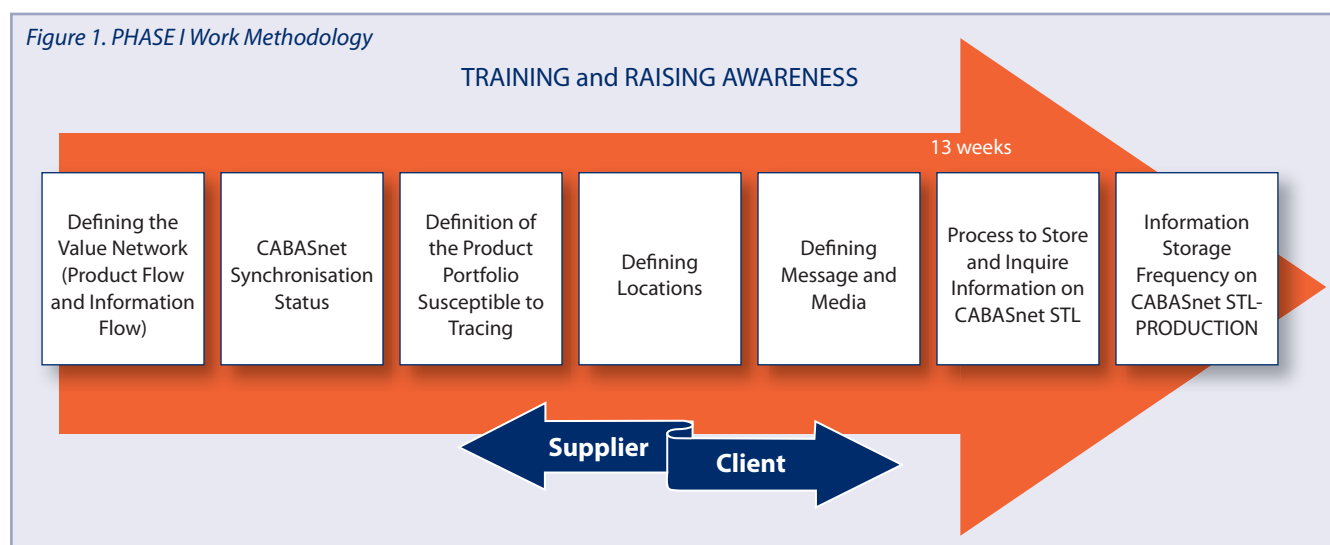 Figure 1. PHASE I Work Methodology
TRAINING and RAISING AWARENESS
13 weeks
Defining the
Value Network
(Product Flow
and Information
Flow)
CABASnet
Synchronisation
Status
Definition of
the Product
Portfolio
Susceptible to
Tracing
Defining
Locations
Defining
Message and
Media
Process to Store
and Inquire
Information on
CABASnet STL
Information
Storage
Frequency on
CABASnet STL-
PRODUCTION
Supplier
Client